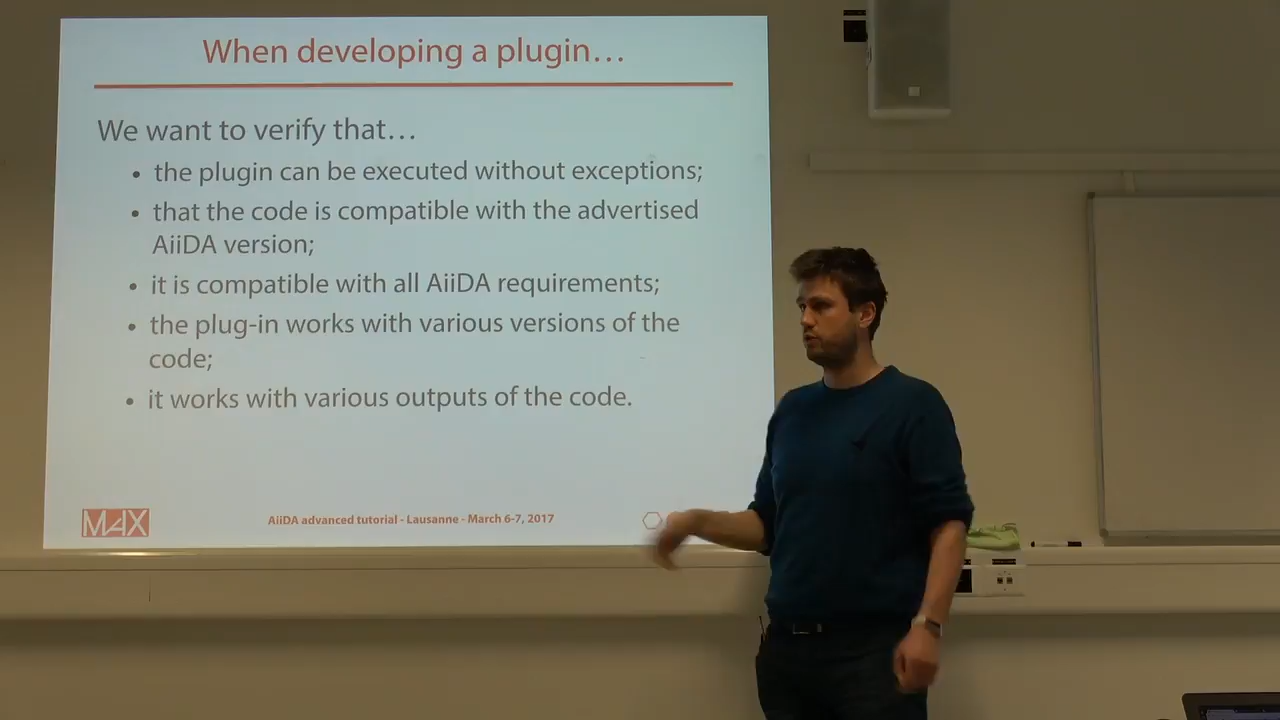 When developing a plugin…
We want to verify that…
• the plugin can be executed without exceptions;
• that the code is compatible with the advertised
AiiDA version;
• it is compatible with all AiiDA requirements;
• the plug-in works with various versions of the
code;
• it works with various outputs of the code.
MAX
AiiDA advanced tutorial - Lausanne - March 6-7, 2017